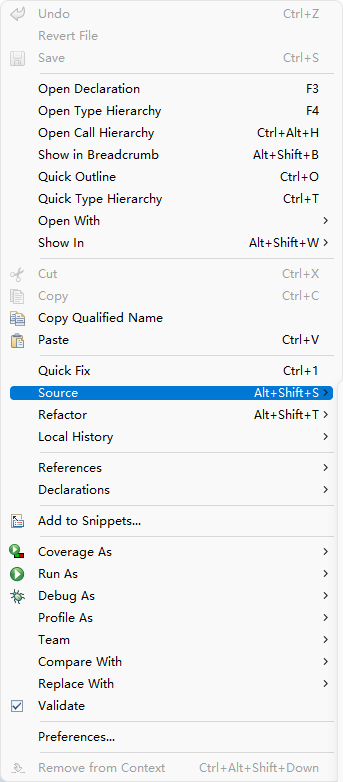 Undo Ctrl+Z
Revert File
Save Ctrl+S
Open Declaration F3
Open Type Hierarchy F4
Open Call Hierarchy Ctrl+Alt+H
Show in Breadcrumb Alt+Shift+B
Quick Outline Ctrl+O
Quick Type Hierarchy Ctrl+T
Open With
Show In Alt+Shift+W
Cut Ctrl+X
Copy Ctrl+C
Copy Qualified Name
Paste Ctrl+V
Quick Fix Ctrl+1
Source Alt+Shift+S
Refactor Alt+Shift+T
Local History
References
Declarations
Add to Snippets...
Coverage As
Run As
Debug As
Profile As
Team
Compare With
Replace With
Validate
Preferences...
Remove from Context Ctrl+Alt+Shift+Down